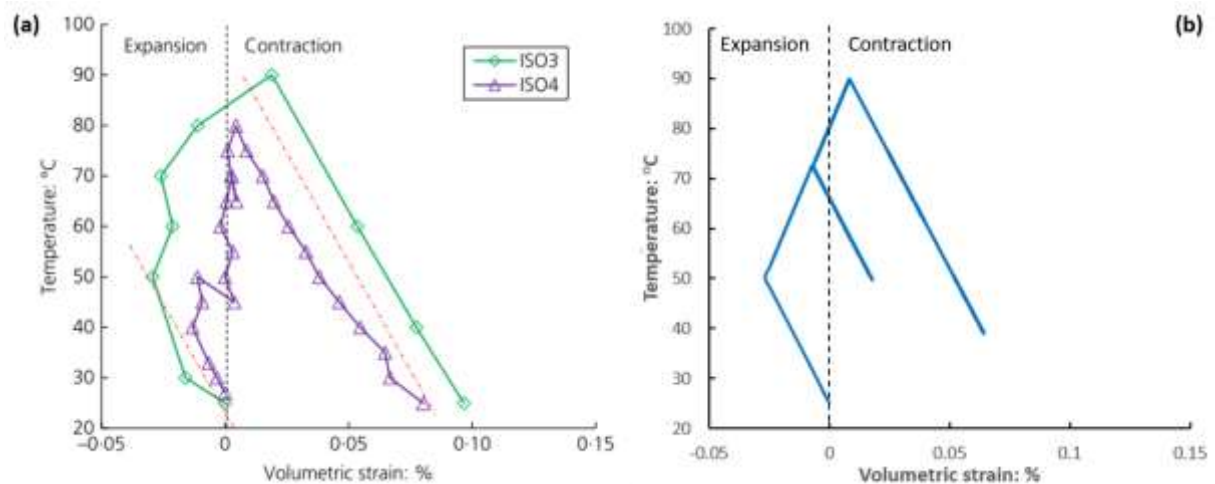 (a)
Expansion Contraction
ISO3
ISO4
Temperature: °C
100
90
80
70
60
50
40
30
20
−0·05 0 0·05 0·10 0·15
Volumetric strain: %
(b)
Expansion Contraction
Temperature: °C
100
90
80
70
60
50
40
30
20
-0.05 0 0.05 0.1 0.15
Volumetric strain: %